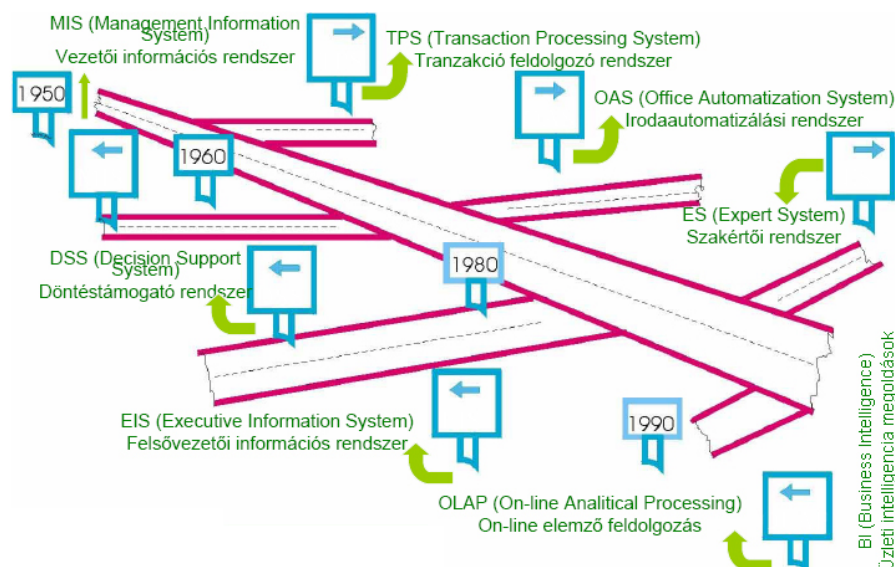 MIS (Management Information
System)
Vezetői információs rendszer
TPS (Transaction Processing System)
Tranzakció feldolgozó rendszer
1950
OAS (Office Automatization System)
Irodaautomatizálási rendszer
1960
ES (Expert System)
Szakértői rendszer
DSS (Decision Support
System)
Döntéstámogató rendszer
1980
EIS (Executive Information System)
Felsővezetői információs rendszer
1990
OLAP (On-line Analitical Processing)
On-line elemző feldolgozás
BI (Business Intelligence)
Üzleti intelligencia megoldások